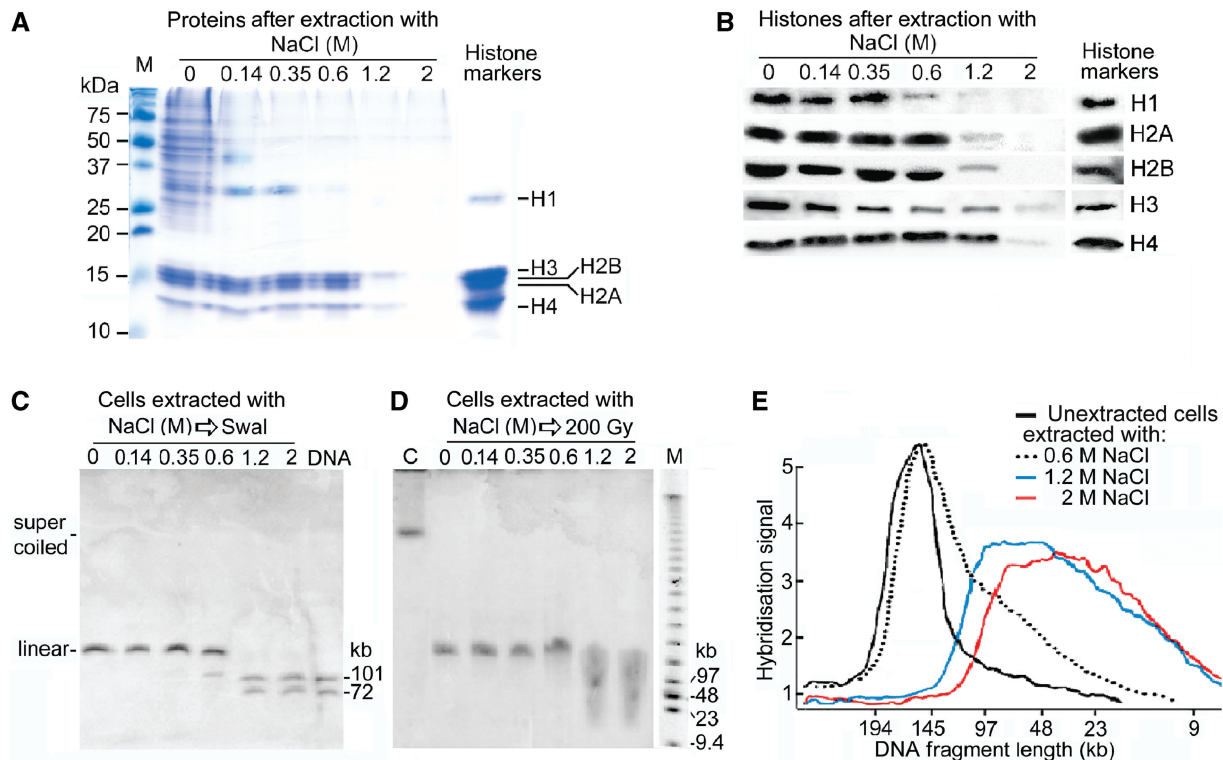 A
Proteins after extraction with
NaCl (M)
M 0 0.14 0.35 0.6 1.2 2
Histone
markers
kDa
75
50
37
25
20
15
10
H1
H3 H2B
H2A
H4
B
Histones after extraction with
NaCl (M)
0 0.14 0.35 0.6 1.2 2
Histone
markers
H1
H2A
H2B
H3
H4
C
Cells extracted with
NaCl (M) ⇨ SwaI
0 0.14 0.35 0.6 1.2 2 DNA
super
coiled
linear
kb
101
72
D
Cells extracted with
NaCl (M) ⇨ 200 Gy
C 0 0.14 0.35 0.6 1.2 2 M
kb
97
48
23
9.4
E
Unextracted cells
extracted with:
0.6 M NaCl
1.2 M NaCl
2 M NaCl
Hybridisation signal
5
4
3
2
1
194 145 97 48 23 9
DNA fragment length (kb)